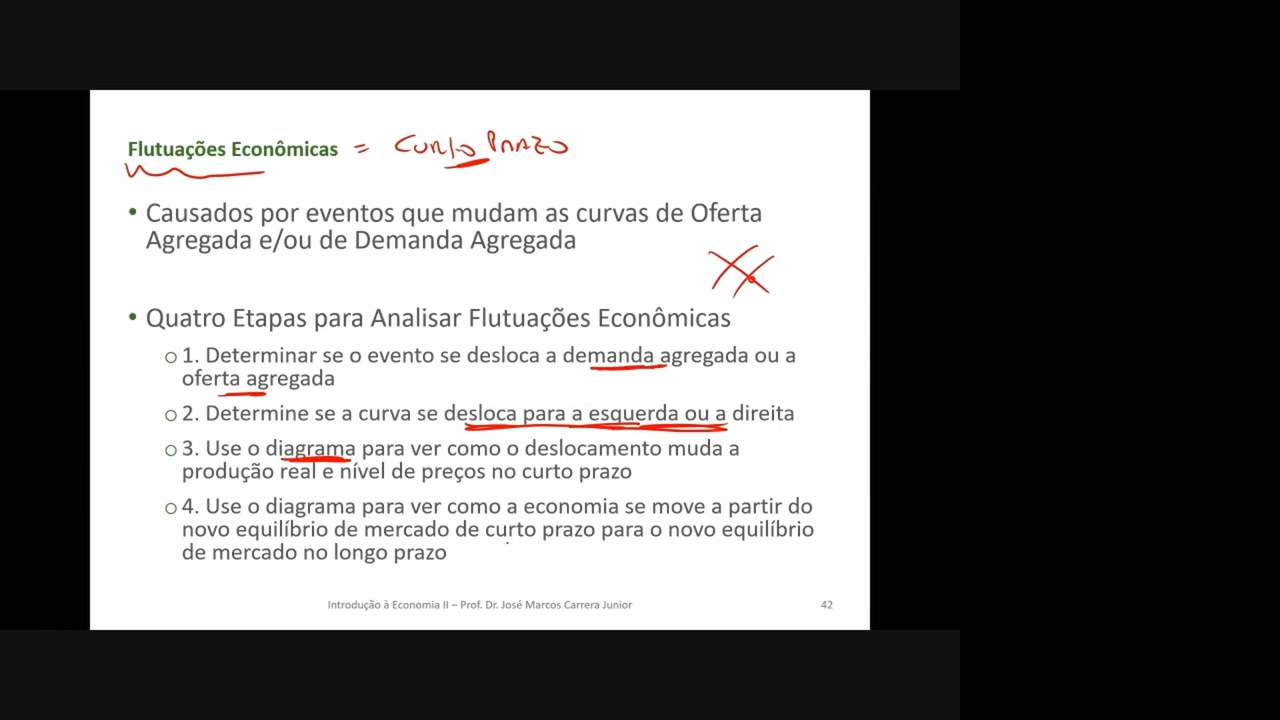 Flutuações Econômicas = CURTO PRAZO
• Causados por eventos que mudam as curvas de Oferta
Agregada e/ou de Demanda Agregada
• Quatro Etapas para Analisar Flutuações Econômicas
o 1. Determinar se o evento se desloca a demanda agregada ou a
oferta agregada
o 2. Determine se a curva se desloca para a esquerda ou a direita
o 3. Use o diagrama para ver como o deslocamento muda a
produção real e nível de preços no curto prazo
o 4. Use o diagrama para ver como a economia se move a partir do
novo equilíbrio de mercado de curto prazo para o novo equilíbrio
de mercado no longo prazo
Introdução à Economia II – Prof. Dr. José Marcos Carrera Junior 42